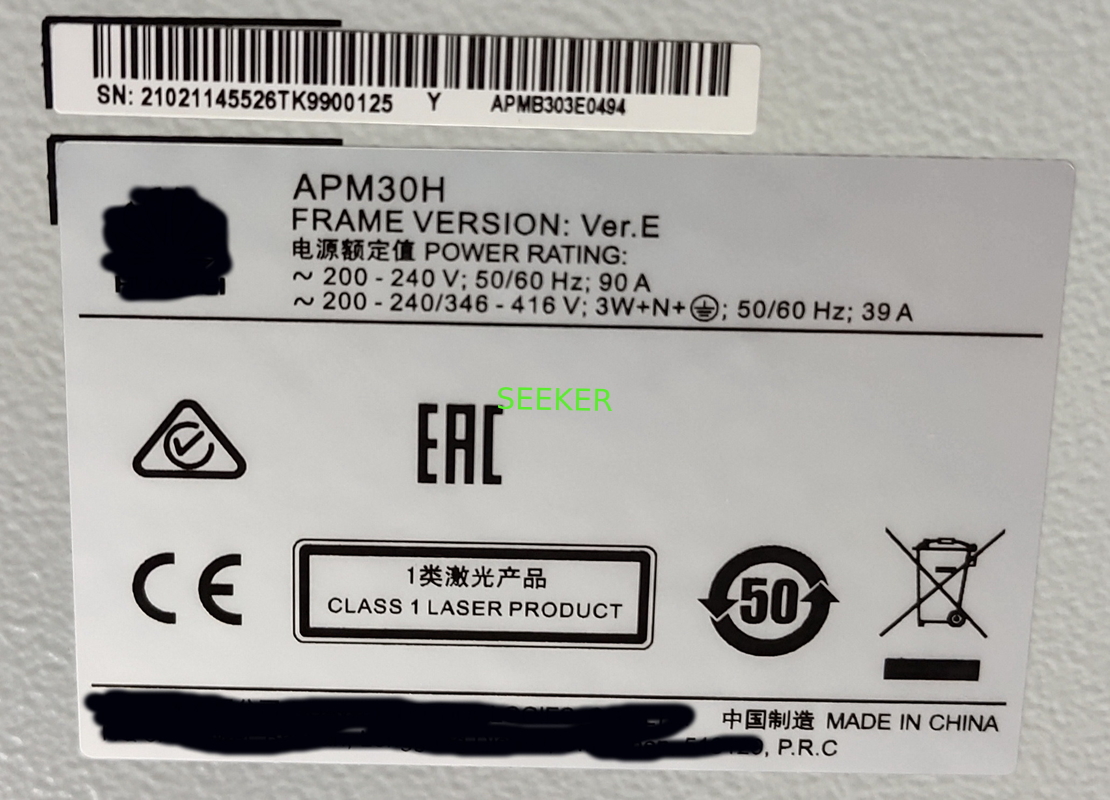 SN: 21021145526TK9900125 Y APMB303E0494
APM30H
FRAME VERSION: Ver.E
电源额定值 POWER RATING:
~ 200 - 240 V; 50/60 Hz; 90 A
~ 200 - 240/346 - 416 V; 3W+N+⏚; 50/60 Hz; 39 A
SEEKER
EAC
CE
1类激光产品
CLASS 1 LASER PRODUCT
50
中国制造 MADE IN CHINA
P.R.C